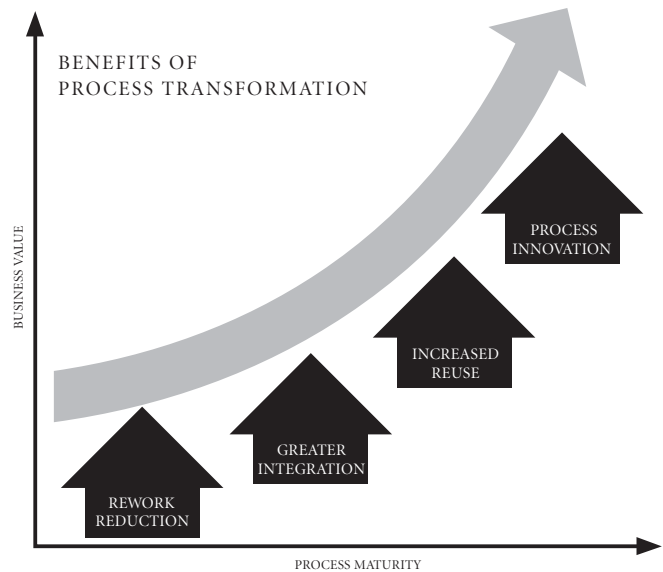 BENEFITS OF
PROCESS TRANSFORMATION
BUSINESS VALUE
PROCESS
INNOVATION
INCREASED
REUSE
GREATER
INTEGRATION
REWORK
REDUCTION
PROCESS MATURITY